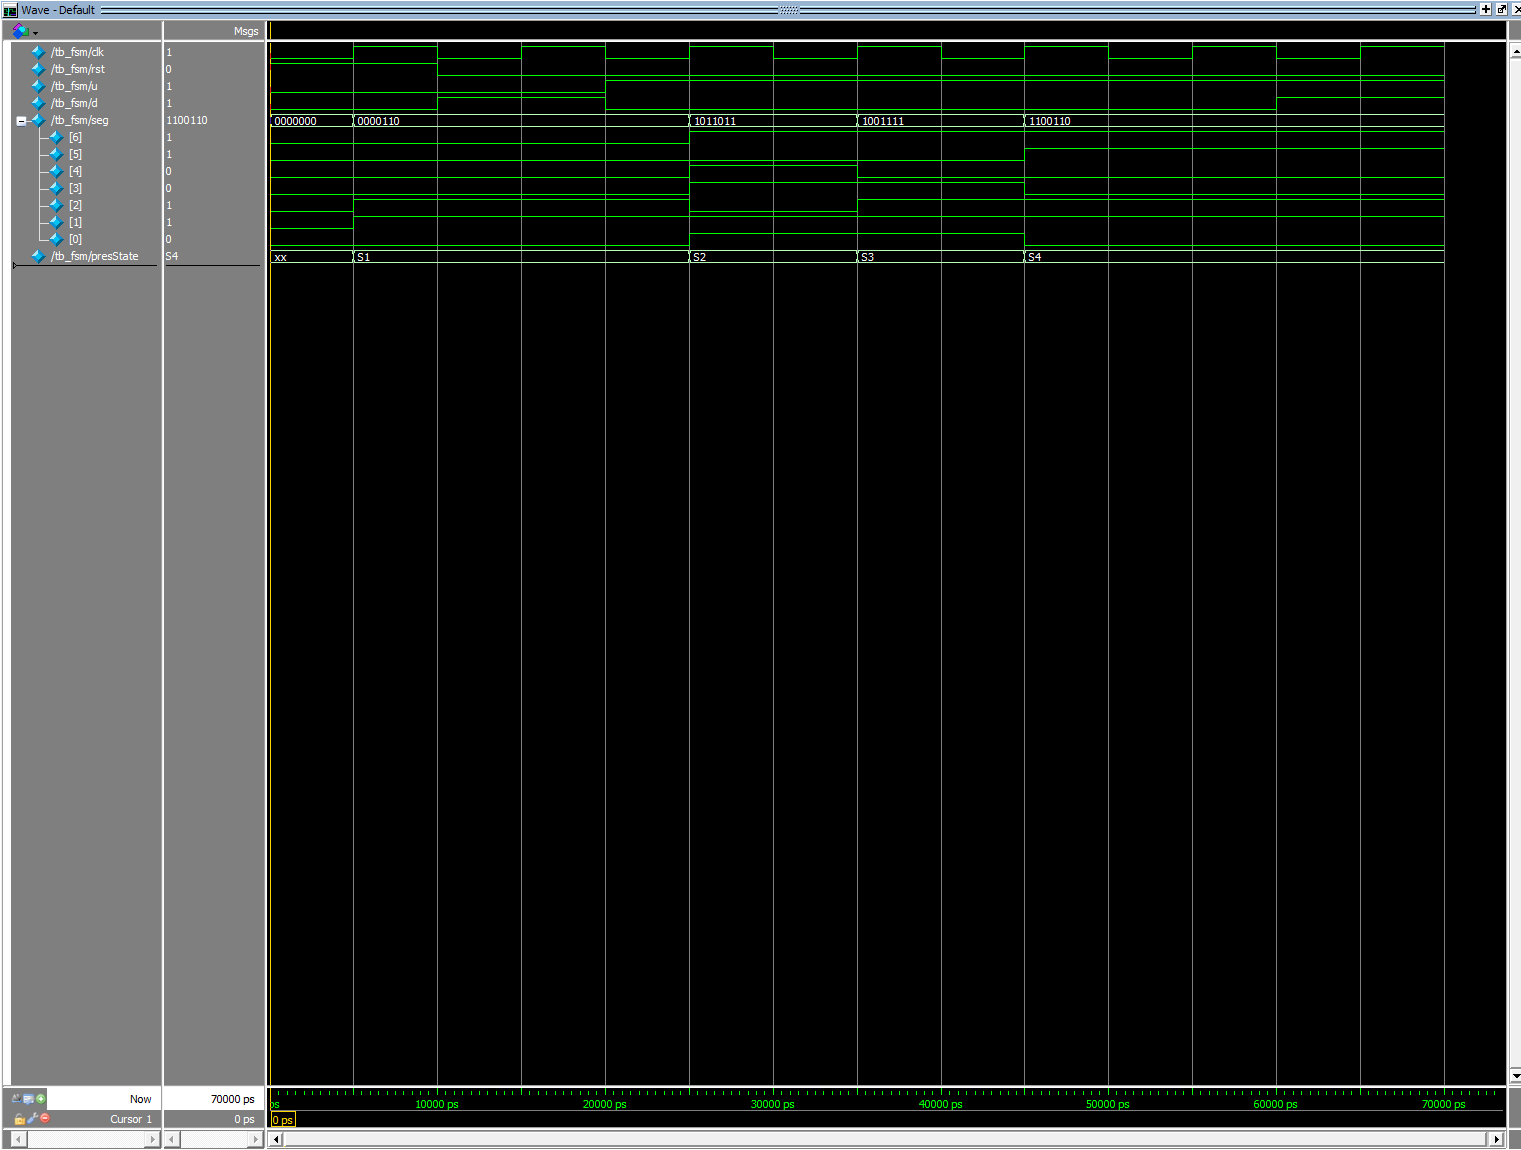 Wave - Default
Msgs
/tb_fsm/clk 1
/tb_fsm/rst 0
/tb_fsm/u 1
/tb_fsm/d 1
/tb_fsm/seg 1100110 0000000 0000110 1011011 1001111 1100110
[6] 1
[5] 1
[4] 0
[3] 0
[2] 1
[1] 1
[0] 0
/tb_fsm/presState S4 xx S1 S2 S3 S4
Now 70000 ps ps 10000 ps 20000 ps 30000 ps 40000 ps 50000 ps 60000 ps 70000 ps
Cursor 1 0 ps 0 ps